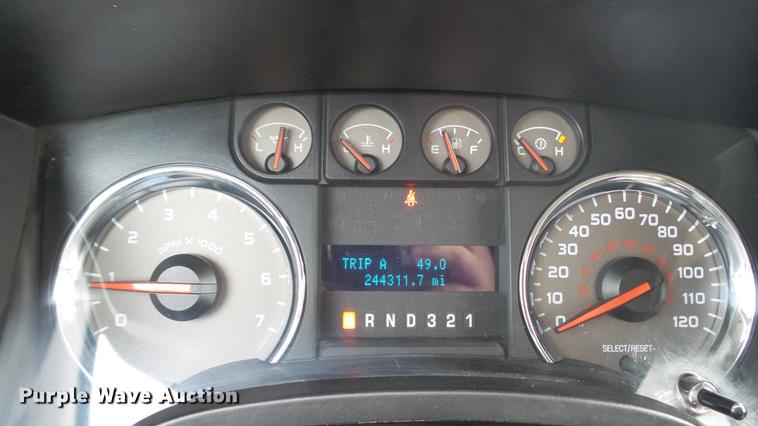 L H
H
E F
C H
0 1 2 3 4 5 6 7
RPM X 1000
TRIP A 49.0
244311.7 mi
R N D 3 2 1
0 10 20 30 40 50 60 70 80 90 100 110 120
SELECT/RESET
Purple Wave Auction